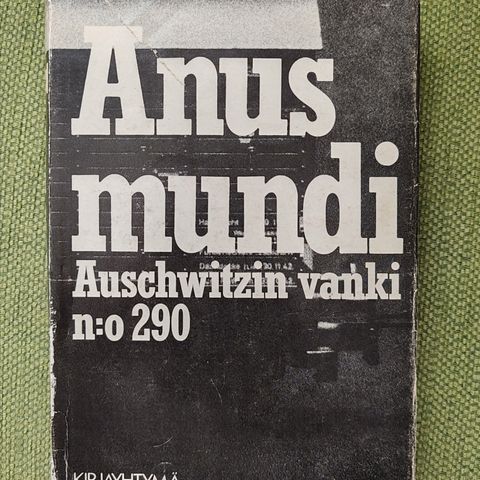 Anus
mundi
Auschwitzin vanki
n:o 290
KIRJAYHTYMÄ